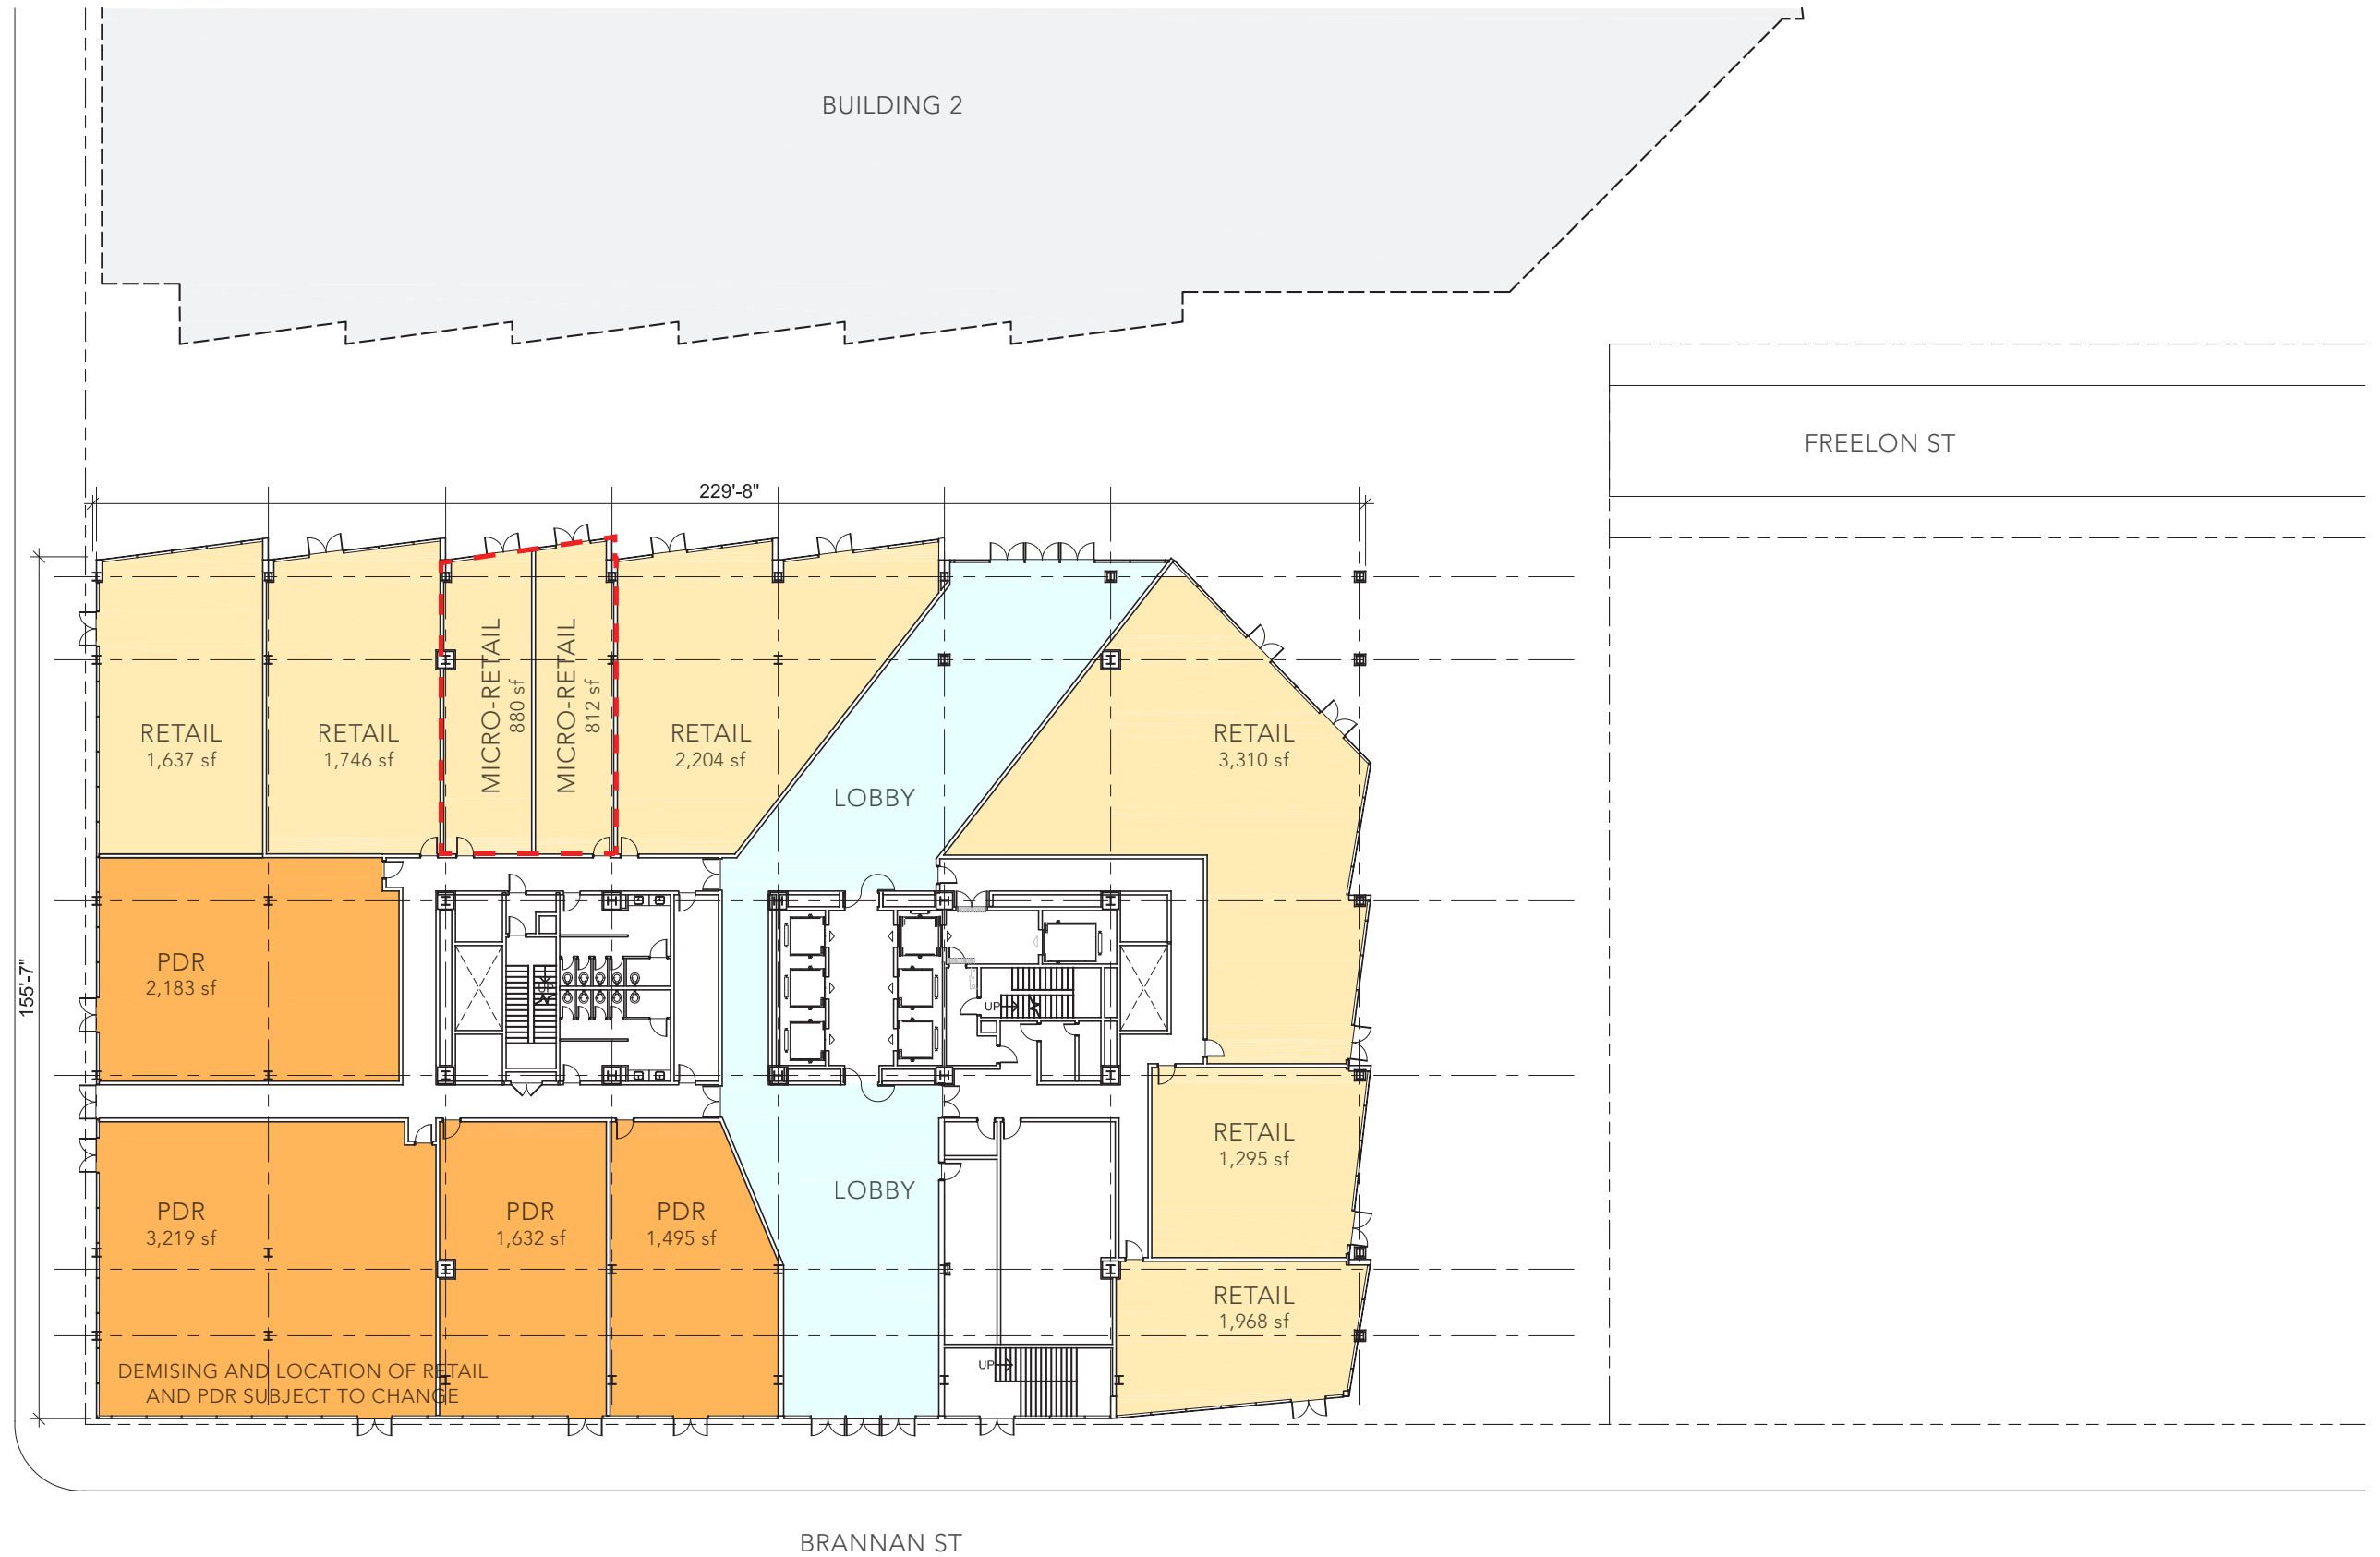 BUILDING 2
FREELON ST
229'-8"
155'-7"
RETAIL
1,637 sf
RETAIL
1,746 sf
MICRO-RETAIL
880 sf
MICRO-RETAIL
812 sf
RETAIL
2,204 sf
LOBBY
RETAIL
3,310 sf
PDR
2,183 sf
UP
RETAIL
1,295 sf
PDR
3,219 sf
PDR
1,632 sf
PDR
1,495 sf
LOBBY
RETAIL
1,968 sf
UP
DEMISING AND LOCATION OF RETAIL
AND PDR SUBJECT TO CHANGE
BRANNAN ST